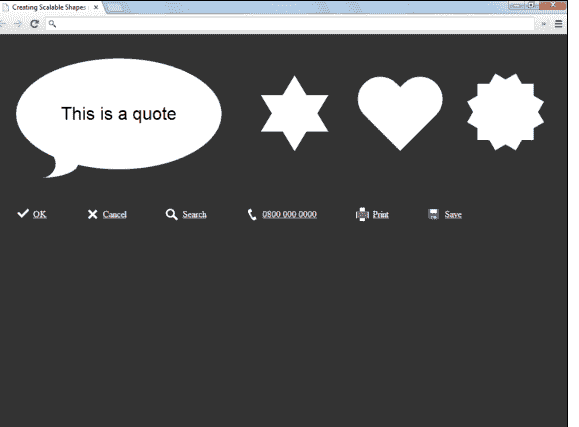 Creating Scalable Shapes
This is a quote
OK
Cancel
Search
0800 000 0000
Print
Save